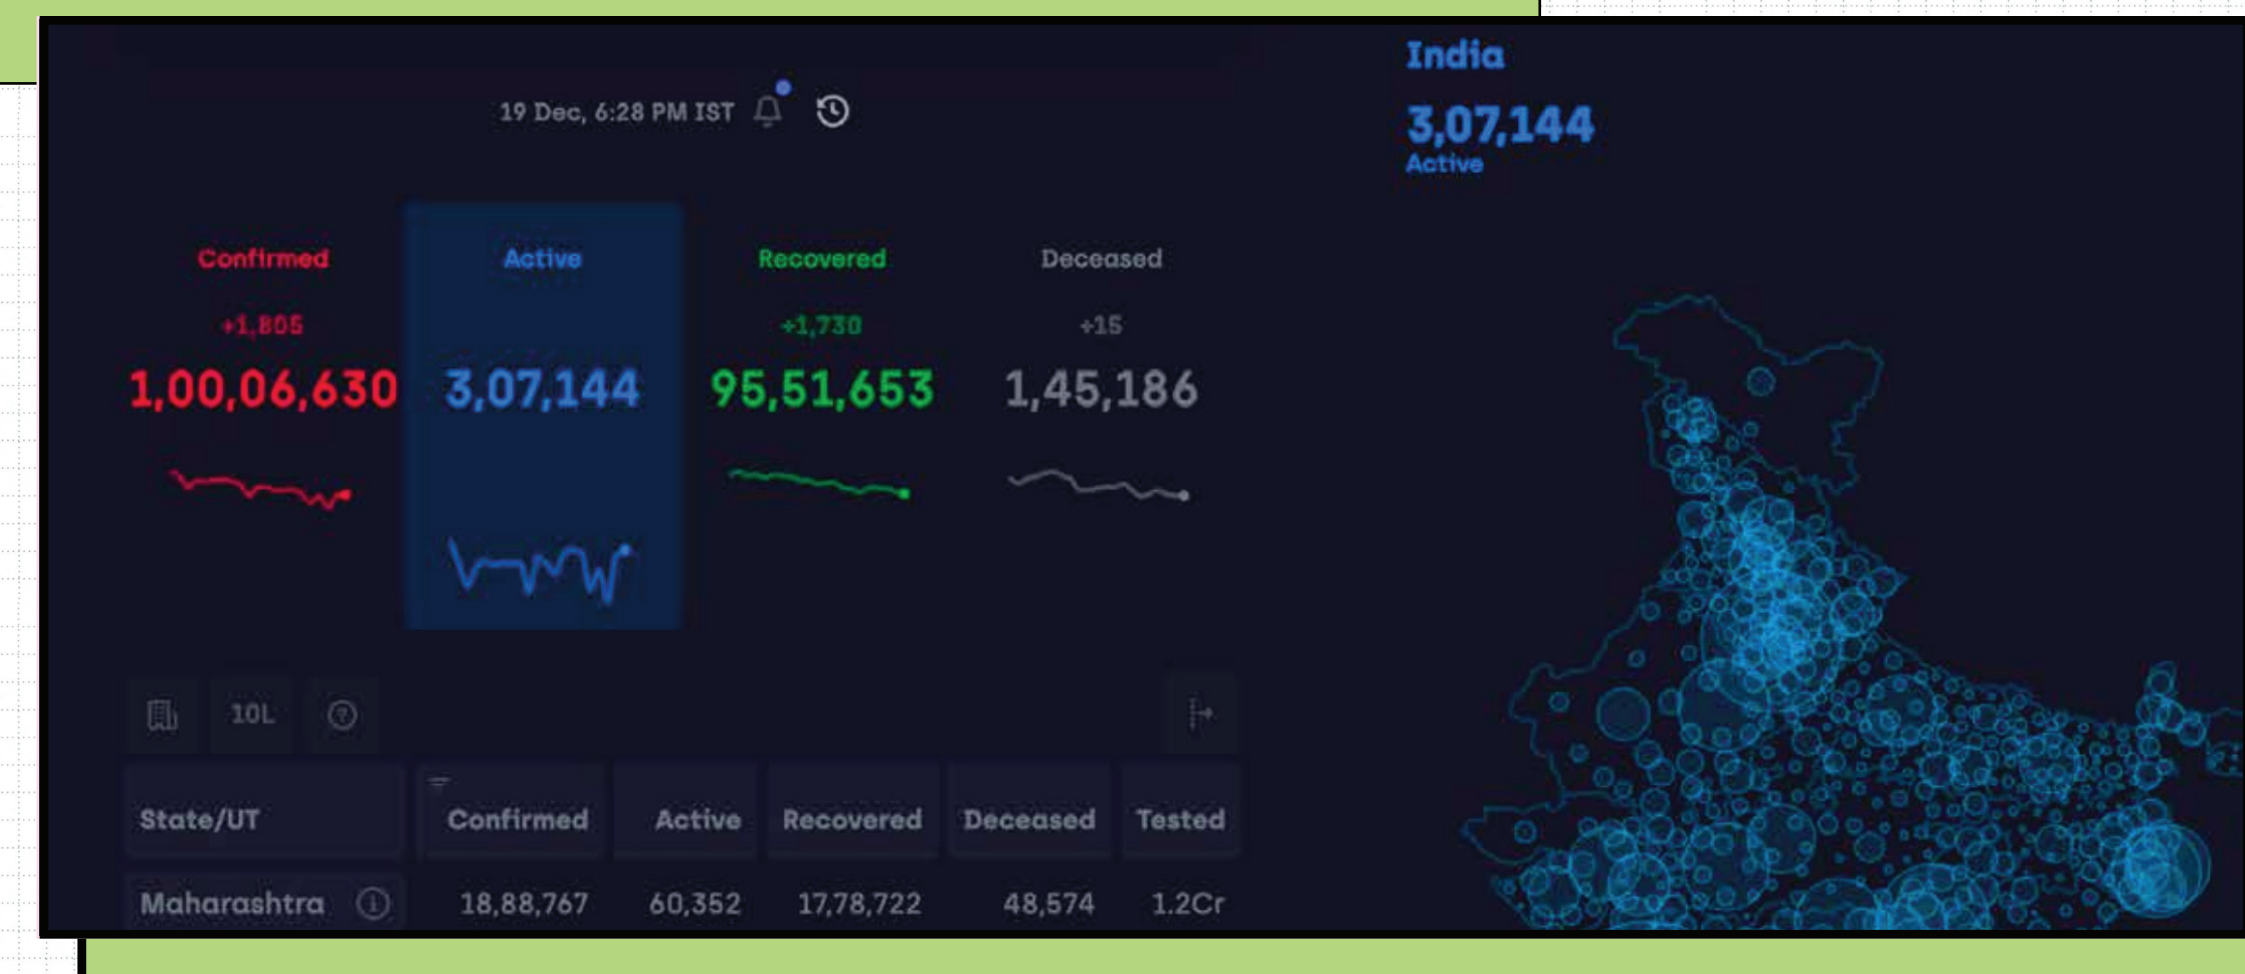 19 Dec, 6:28 PM IST
Confirmed
+1,805
1,00,06,630
Active
3,07,144
Recovered
+1,730
95,51,653
Deceased
+15
1,45,186
10L
State/UT Confirmed Active Recovered Deceased Tested
Maharashtra 18,88,767 60,352 17,78,722 48,574 1.2Cr
India
3,07,144
Active